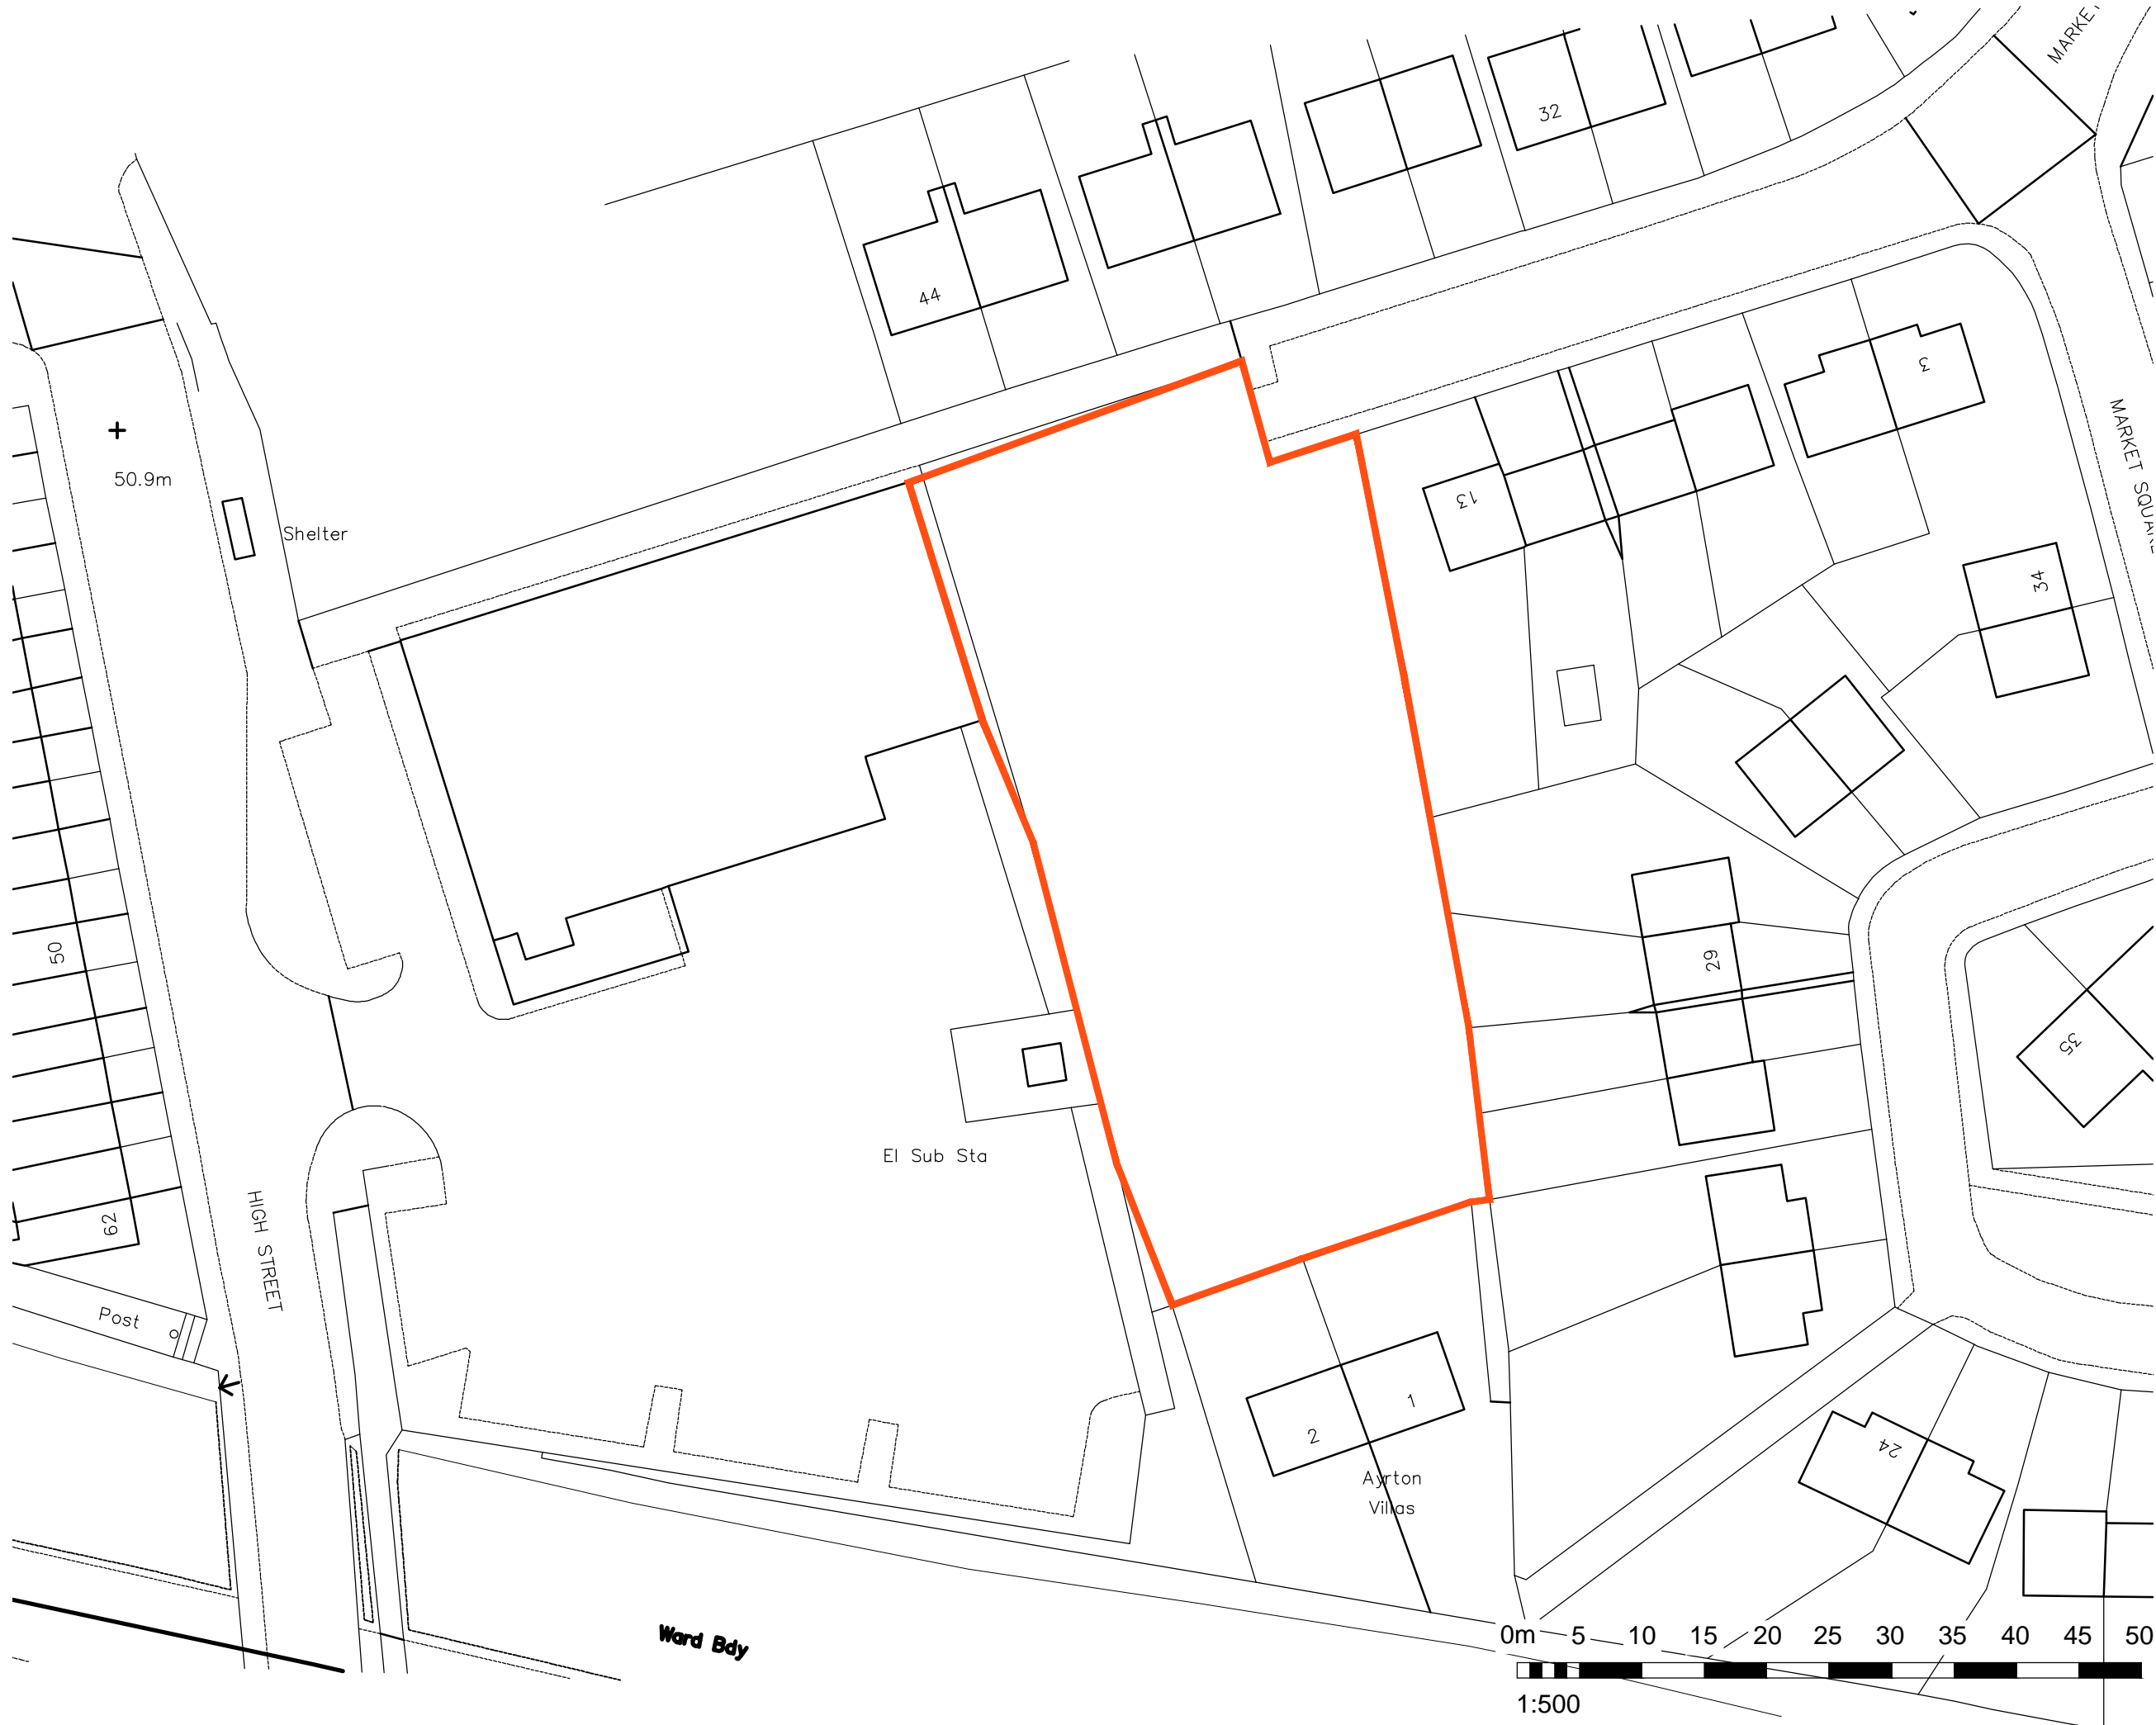 MARKET
32
44
3
50.9m
13
Shelter
MARKET SQUARE
34
50
29
35
El Sub Sta
62
HIGH STREET
Post
1
2
24
Ayrton
Villas
Ward Bdy
0m 5 10 15 20 25 30 35 40 45 50
1:500